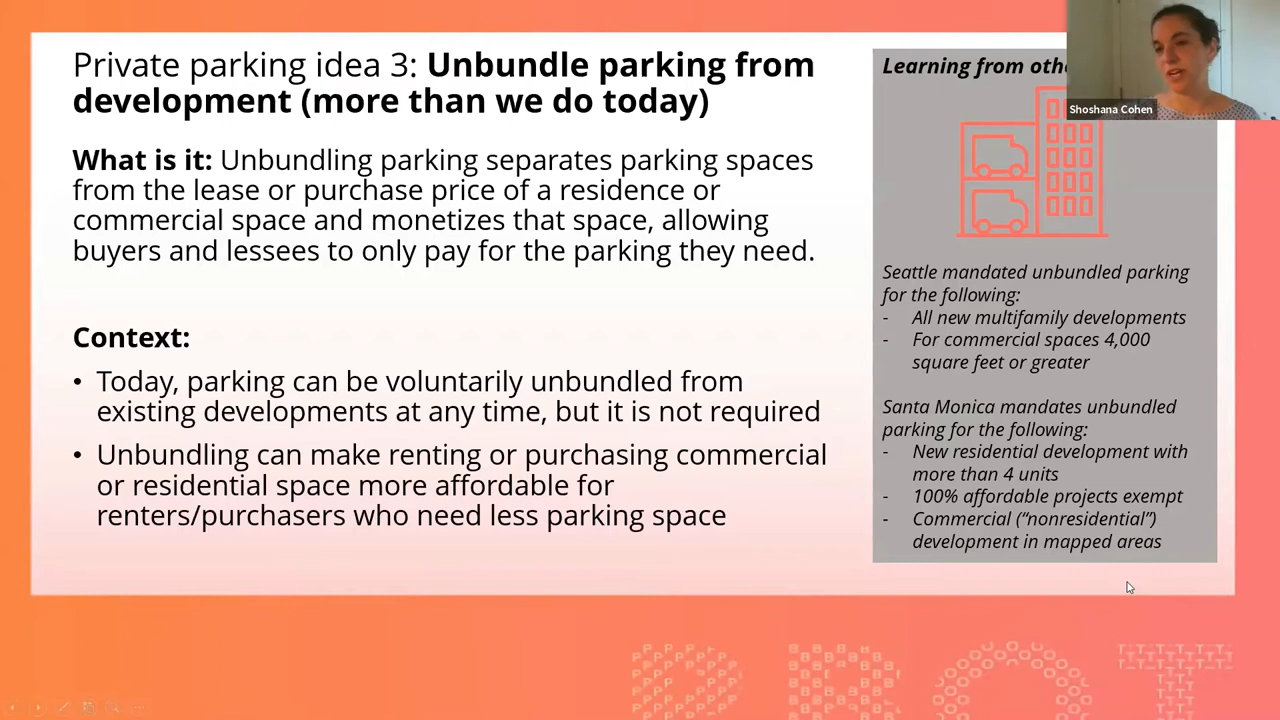 Private parking idea 3: Unbundle parking from
development (more than we do today)
What is it: Unbundling parking separates parking spaces
from the lease or purchase price of a residence or
commercial space and monetizes that space, allowing
buyers and lessees to only pay for the parking they need.
Context:
• Today, parking can be voluntarily unbundled from
existing developments at any time, but it is not required
• Unbundling can make renting or purchasing commercial
or residential space more affordable for
renters/purchasers who need less parking space
Learning from
Shoshana Cohen
Seattle mandated unbundled parking
for the following:
- All new multifamily developments
- For commercial spaces 4,000
square feet or greater
Santa Monica mandates unbundled
parking for the following:
- New residential development with
more than 4 units
- 100% affordable projects exempt
- Commercial (“nonresidential”)
development in mapped areas
PBOT